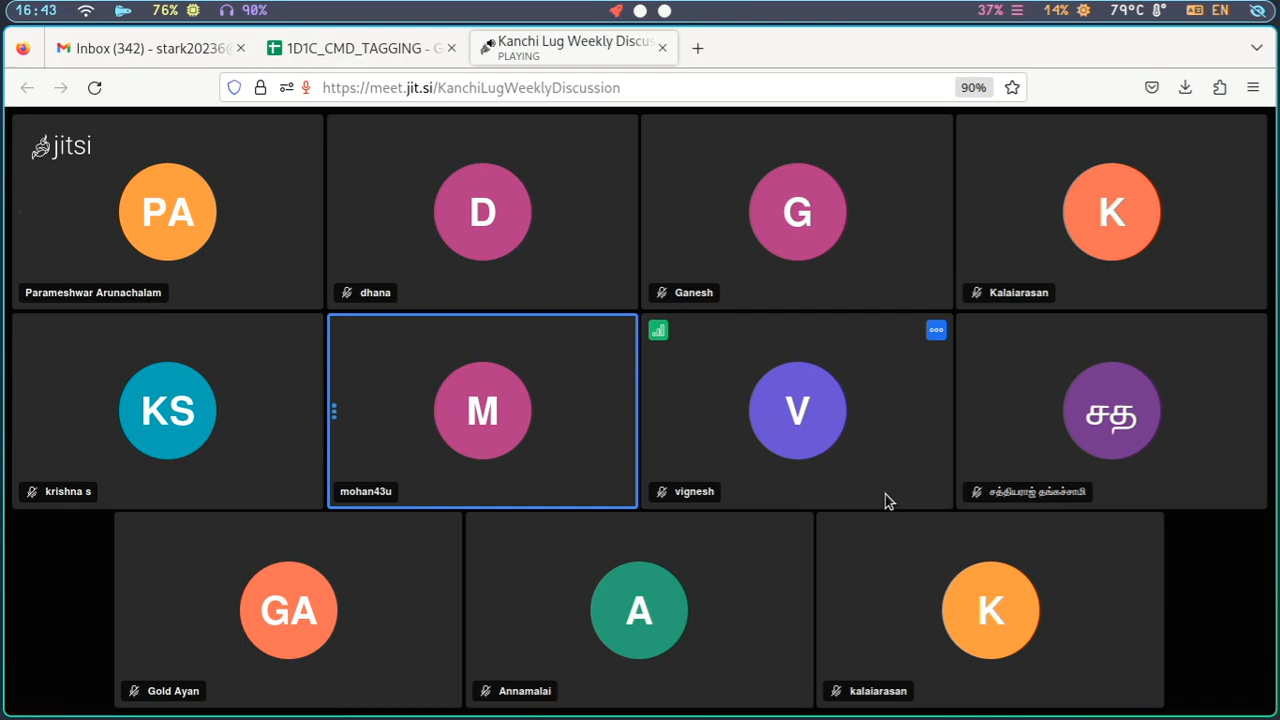 16:43 76% 90% 37% 14% 79°C EN
Inbox (342) - stark20236@ 1D1C_CMD_TAGGING - G Kanchi Lug Weekly Discus
PLAYING
https://meet.jit.si/KanchiLugWeeklyDiscussion 90%
jitsi
PA D G K
Parameshwar Arunachalam dhana Ganesh Kalaiarasan
KS M V சத
krishna s mohan43u vignesh சத்தியராஜ் தங்கச்சாமி
GA A K
Gold Ayan Annamalai kalaiarasan